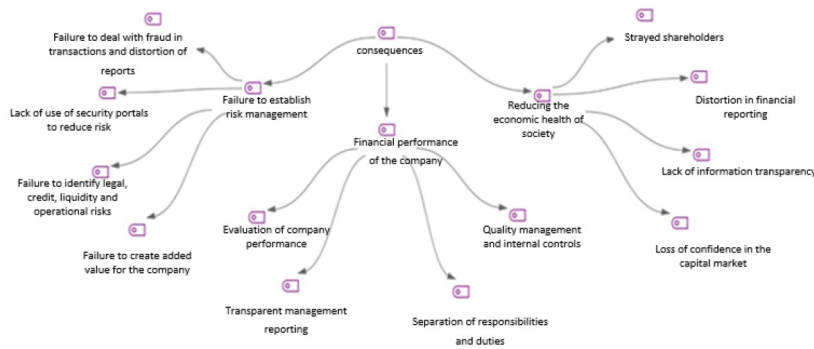 consequences
Failure to establish
risk management
Failure to deal with fraud in
transactions and distortion of
reports
Lack of use of security portals
to reduce risk
Failure to identify legal,
credit, liquidity and
operational risks
Failure to create added
value for the company
Financial performance
of the company
Evaluation of company
performance
Transparent management
reporting
Separation of responsibilities
and duties
Quality management
and internal controls
Reducing the
economic health of
society
Strayed shareholders
Distortion in financial
reporting
Lack of information transparency
Loss of confidence in the
capital market